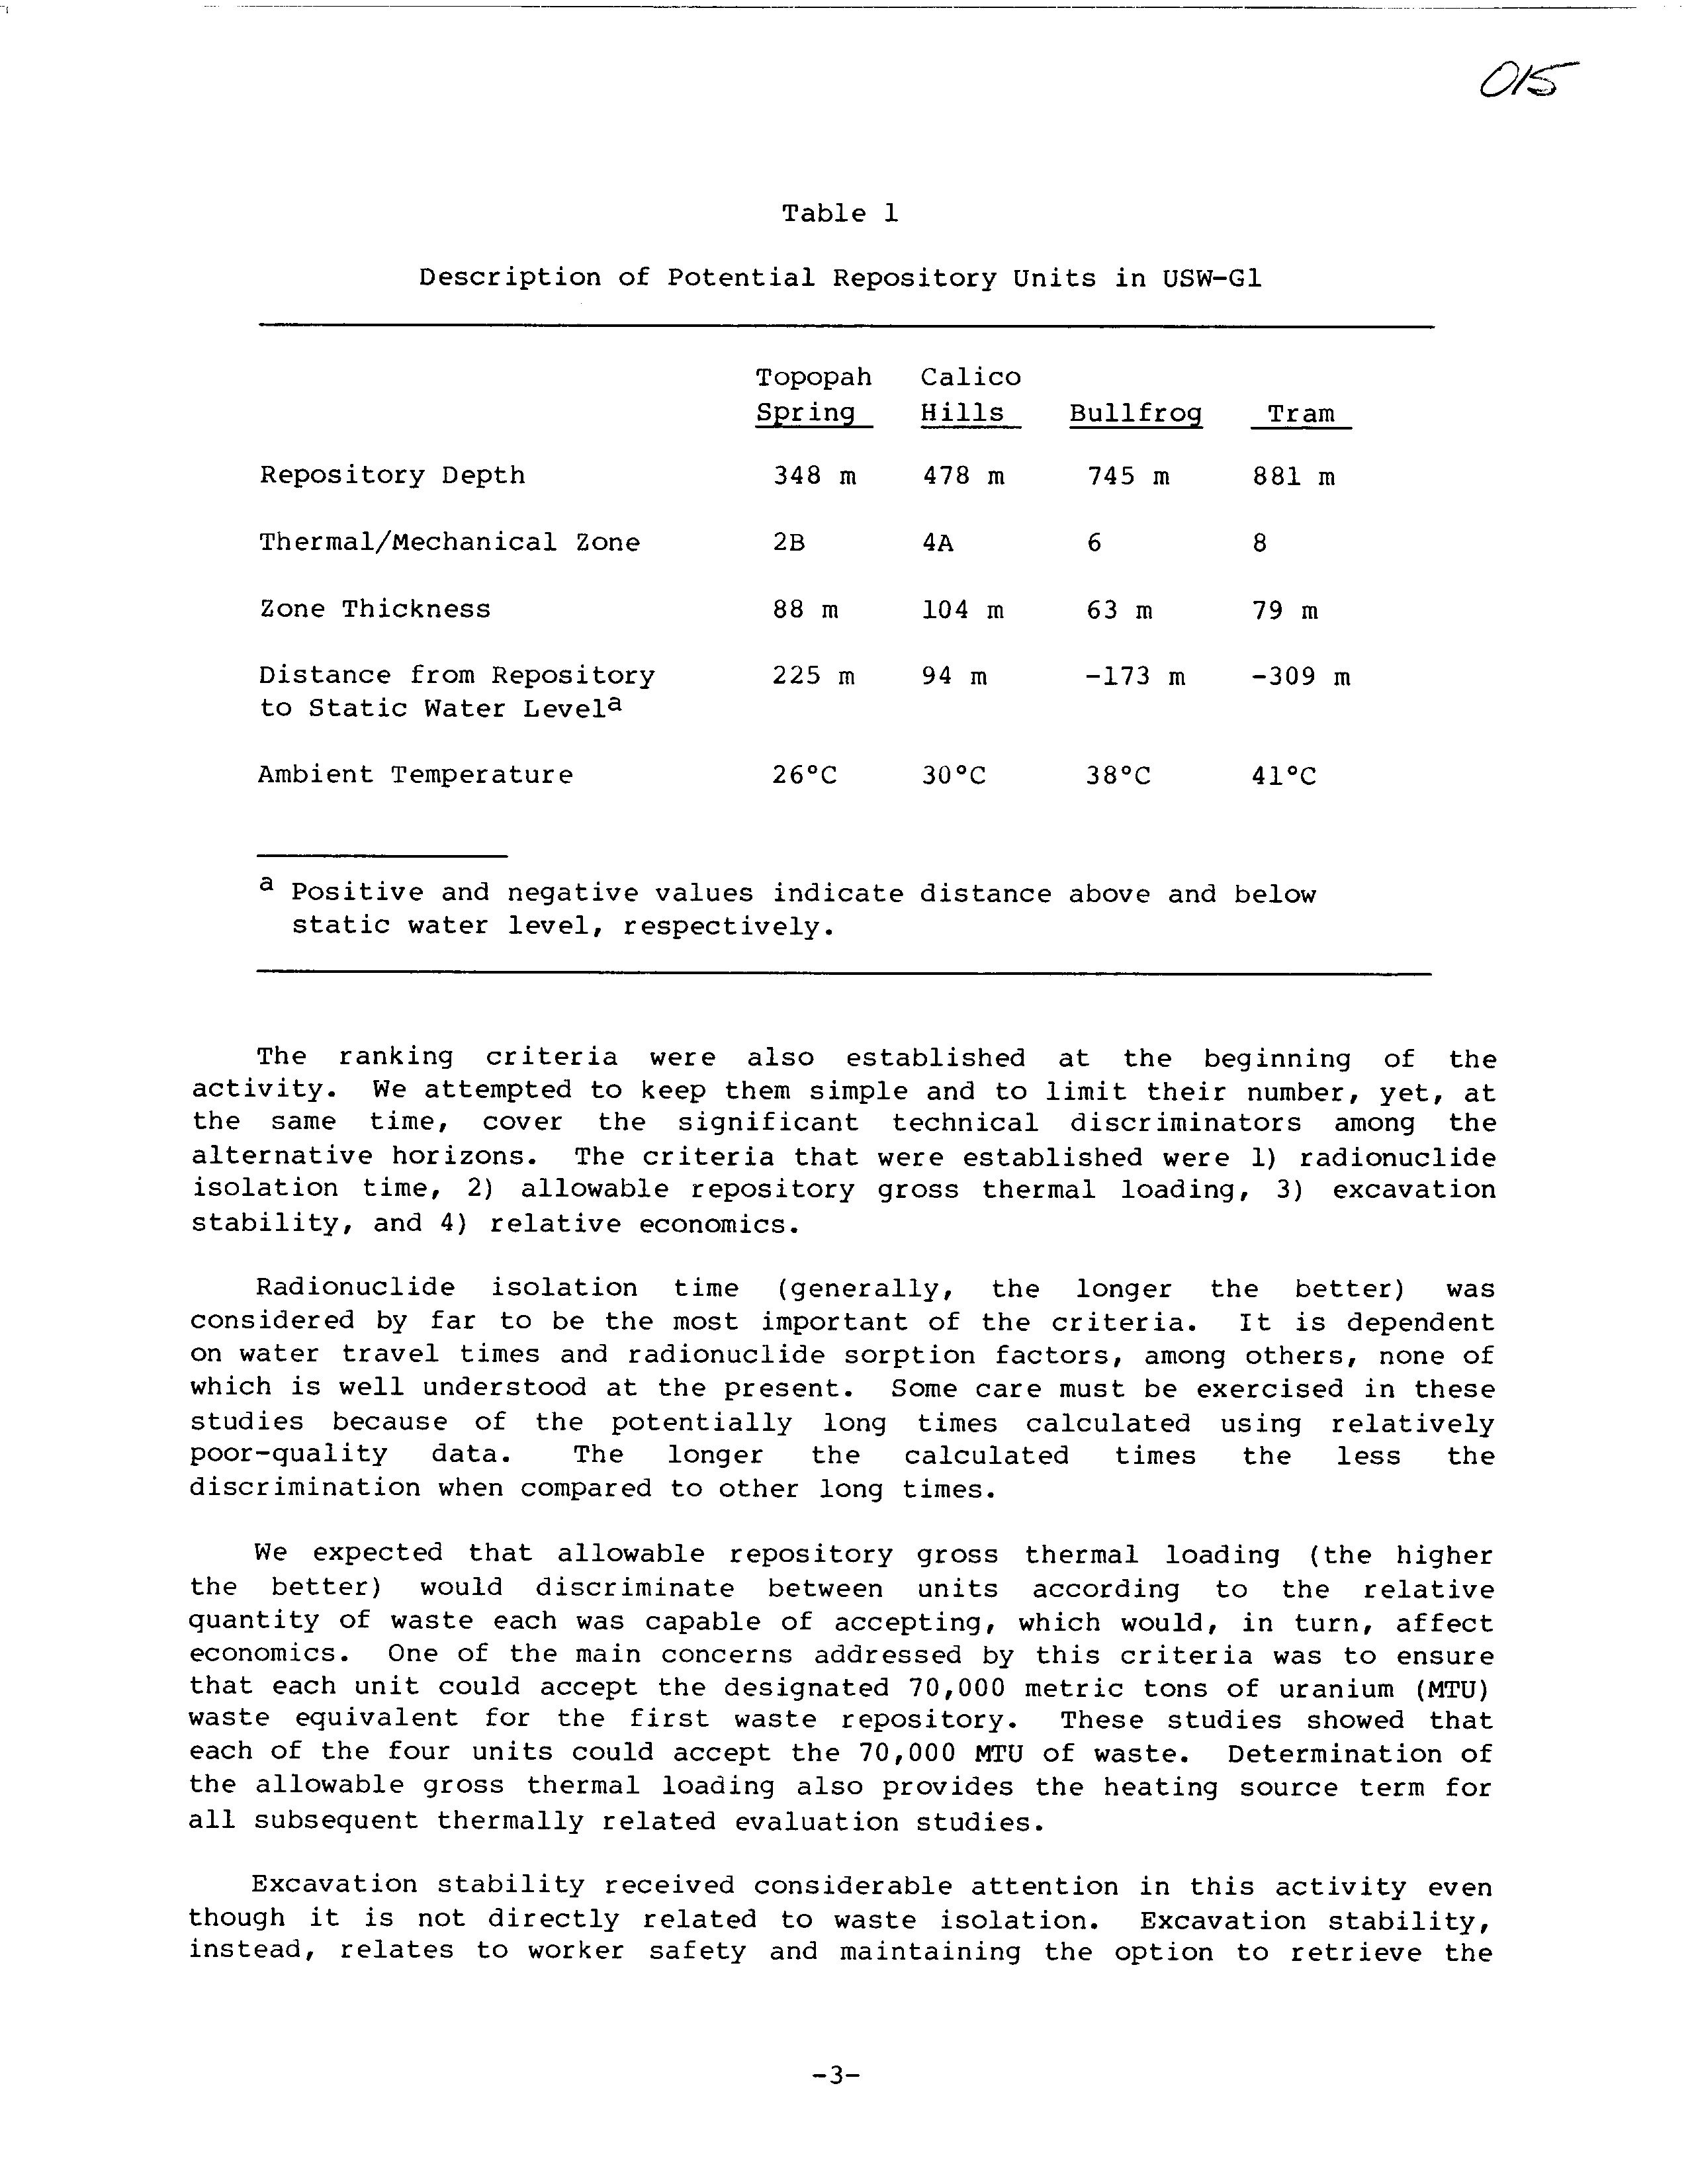 015
Table 1
Description of Potential Repository Units in USW-G1
Topopah Calico
Spring Hills Bullfrog Tram
Repository Depth 348 m 478 m 745 m 881 m
Thermal/Mechanical Zone 2B 4A 6 8
Zone Thickness 88 m 104 m 63 m 79 m
Distance from Repository 225 m 94 m -173 m -309 m
to Static Water Levela
Ambient Temperature 26°C 30°C 38°C 41°C
a Positive and negative values indicate distance above and below
static water level, respectively.
The ranking criteria were also established at the beginning of the
activity. We attempted to keep them simple and to limit their number, yet, at
the same time, cover the significant technical discriminators among the
alternative horizons. The criteria that were established were 1) radionuclide
isolation time, 2) allowable repository gross thermal loading, 3) excavation
stability, and 4) relative economics.
Radionuclide isolation time (generally, the longer the better) was
considered by far to be the most important of the criteria. It is dependent
on water travel times and radionuclide sorption factors, among others, none of
which is well understood at the present. Some care must be exercised in these
studies because of the potentially long times calculated using relatively
poor-quality data. The longer the calculated times the less the
discrimination when compared to other long times.
We expected that allowable repository gross thermal loading (the higher
the better) would discriminate between units according to the relative
quantity of waste each was capable of accepting, which would, in turn, affect
economics. One of the main concerns addressed by this criteria was to ensure
that each unit could accept the designated 70,000 metric tons of uranium (MTU)
waste equivalent for the first waste repository. These studies showed that
each of the four units could accept the 70,000 MTU of waste. Determination of
the allowable gross thermal loading also provides the heating source term for
all subsequent thermally related evaluation studies.
Excavation stability received considerable attention in this activity even
though it is not directly related to waste isolation. Excavation stability,
instead, relates to worker safety and maintaining the option to retrieve the
-3-